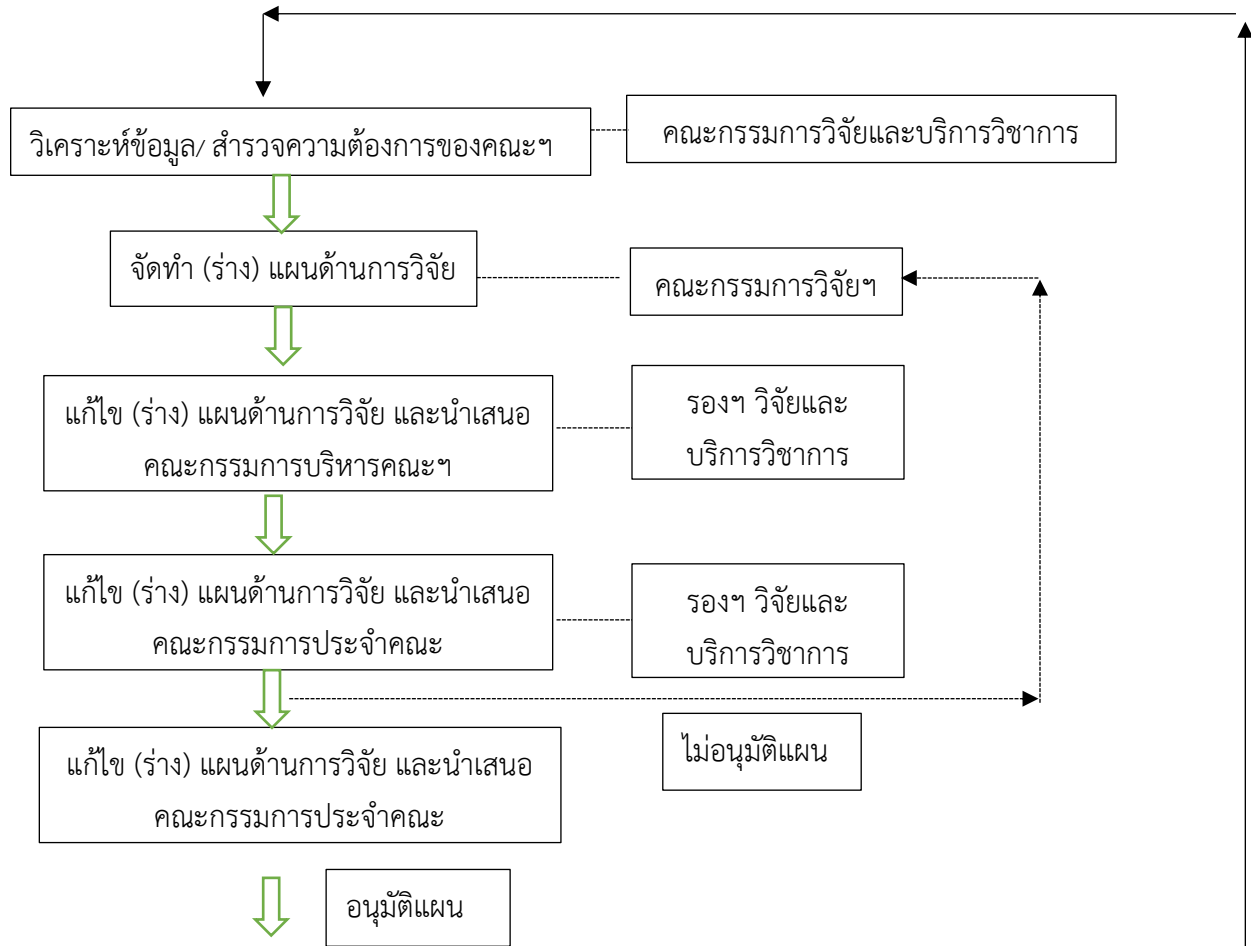 วิเคราะห์ข้อมูล/ สำรวจความต้องการของคณะฯ
คณะกรรมการวิจัยและบริการวิชาการ
จัดทำ (ร่าง) แผนด้านการวิจัย
คณะกรรมการวิจัยฯ
แก้ไข (ร่าง) แผนด้านการวิจัย และนำเสนอ
คณะกรรมการบริหารคณะฯ
รองฯ วิจัยและ
บริการวิชาการ
แก้ไข (ร่าง) แผนด้านการวิจัย และนำเสนอ
คณะกรรมการประจำคณะ
รองฯ วิจัยและ
บริการวิชาการ
ไม่อนุมัติแผน
แก้ไข (ร่าง) แผนด้านการวิจัย และนำเสนอ
คณะกรรมการประจำคณะ
อนุมัติแผน